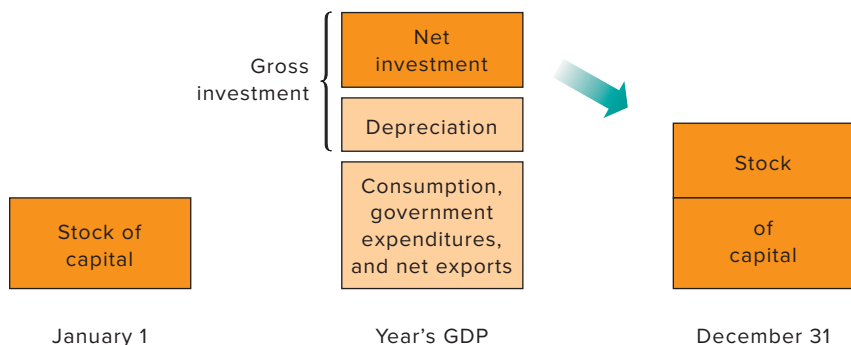 Gross
investment
Net
investment
Depreciation
Consumption,
government
expenditures,
and net exports
Stock of
capital
Stock
of
capital
January 1
Year's GDP
December 31